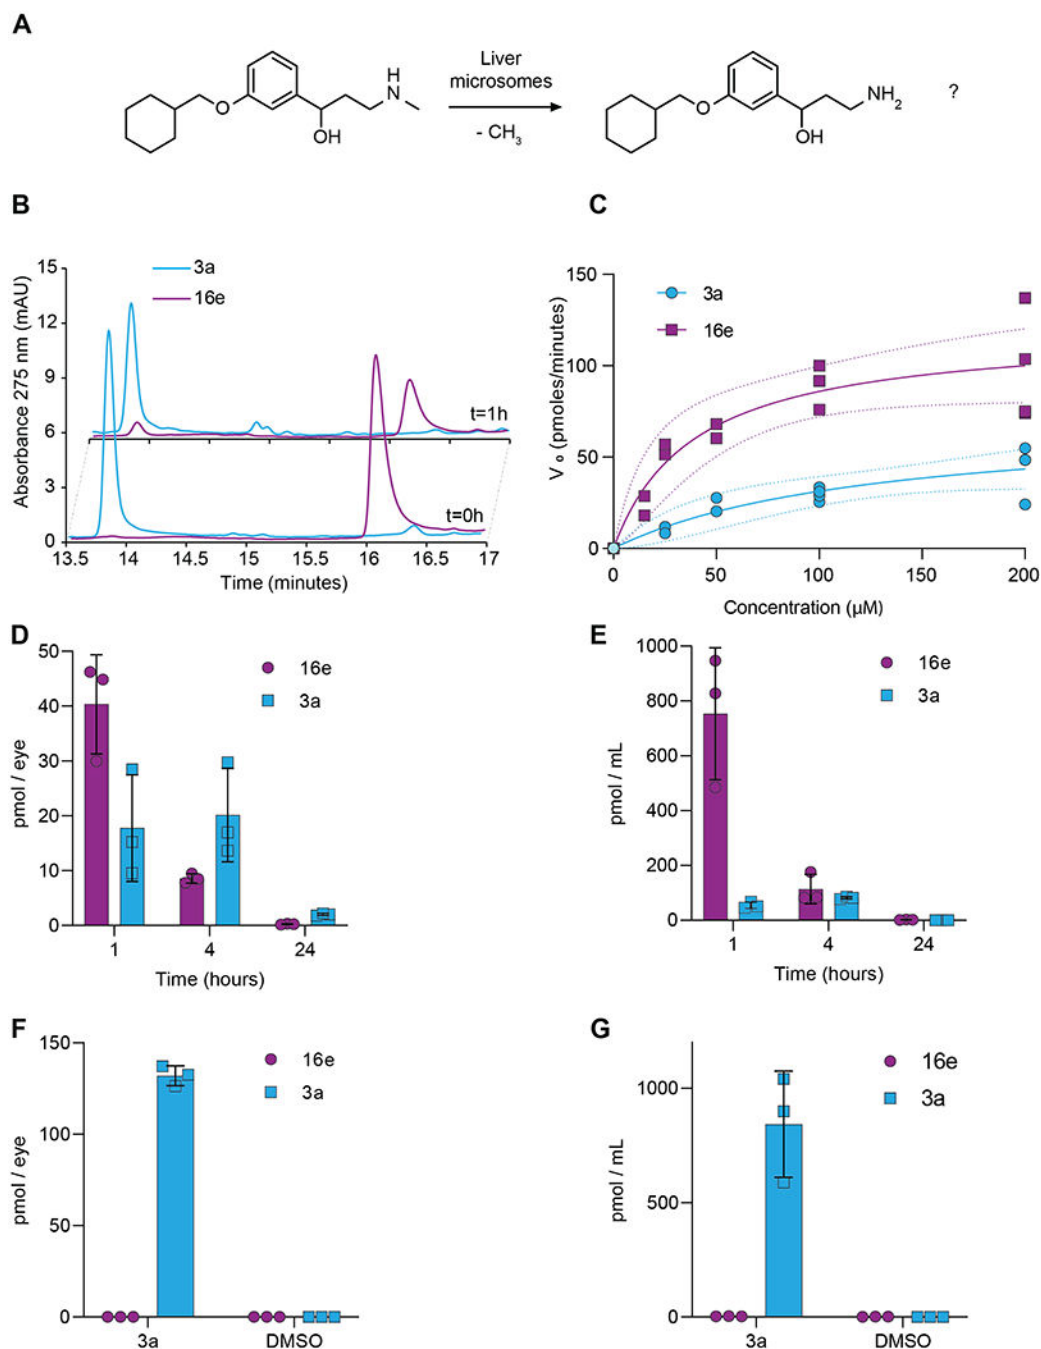 A
Liver
microsomes
- CH3
H
N
O
OH
O
OH
NH2
?
B
C
15
12
9
6
3
0
Absorbance 275 nm (mAU)
3a
16e
t=1h
t=0h
13.5 14 14.5 15 15.5 16 16.5 17
Time (minutes)
150
100
50
0
V₀ (pmoles/minutes)
3a
16e
0 50 100 150 200
Concentration (µM)
D
E
50
40
30
20
10
0
pmol / eye
16e
3a
1 4 24
Time (hours)
1000
800
600
400
200
0
pmol / mL
16e
3a
1 4 24
Time (hours)
F
G
150
100
50
0
pmol / eye
16e
3a
3a DMSO
1000
500
0
pmol / mL
16e
3a
3a DMSO